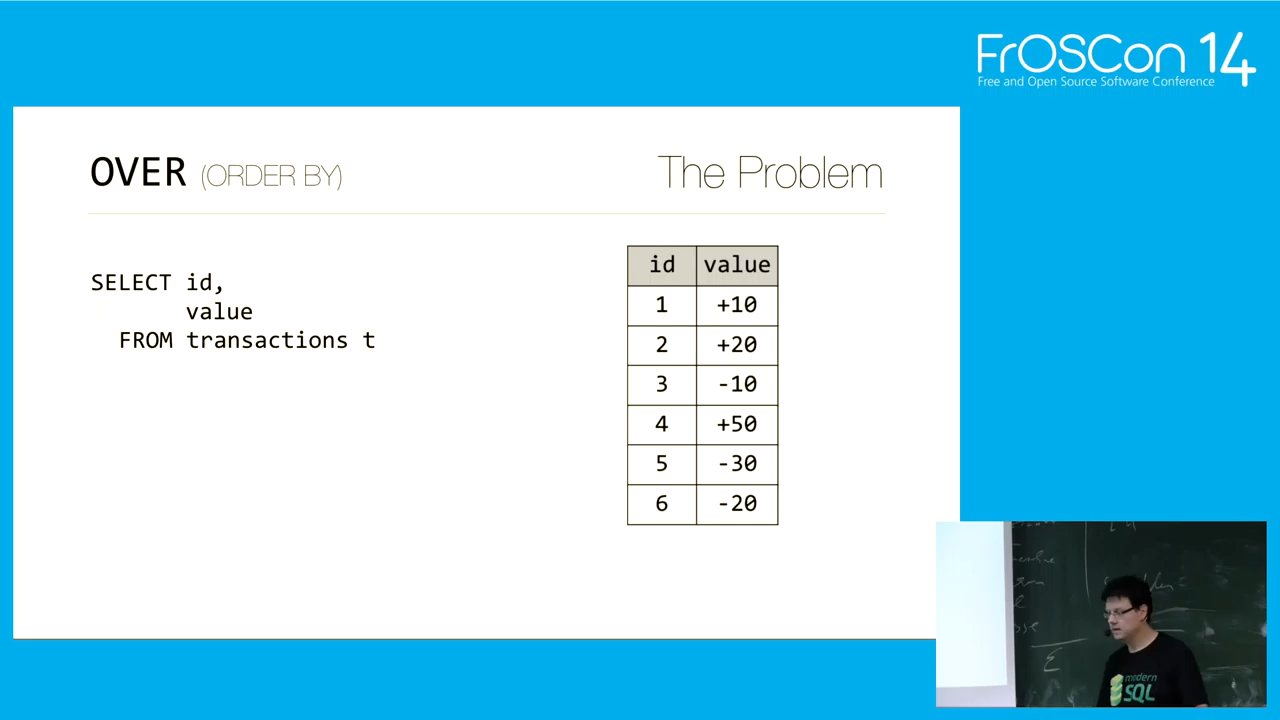 FrOSCon 14
Free and Open Source Software Conference
OVER (ORDER BY)
The Problem
SELECT id,
value
FROM transactions t
id value
1 +10
2 +20
3 -10
4 +50
5 -30
6 -20
modern
SQL